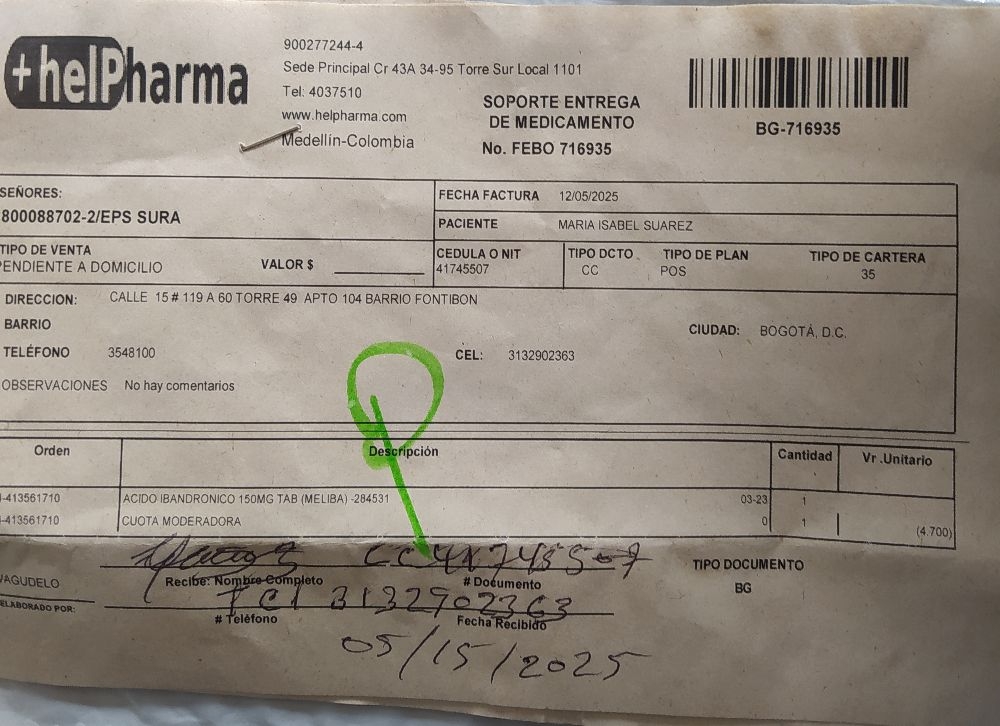 +helPharma
900277244-4
Sede Principal Cr 43A 34-95 Torre Sur Local 1101
Tel: 4037510
www.helpharma.com
Medellín-Colombia
SOPORTE ENTREGA
DE MEDICAMENTO
No. FEBO 716935
BG-716935
SEÑORES:
800088702-2/EPS SURA
FECHA FACTURA 12/05/2025
PACIENTE MARIA ISABEL SUAREZ
TIPO DE VENTA
PENDIENTE A DOMICILIO
VALOR $
CEDULA O NIT
41745507
TIPO DCTO
CC
TIPO DE PLAN
POS
TIPO DE CARTERA
35
DIRECCION: CALLE 15 # 119 A 60 TORRE 49 APTO 104 BARRIO FONTIBON
BARRIO
CIUDAD: BOGOTÁ, D.C.
TELÉFONO 3548100
CEL: 3132902363
OBSERVACIONES No hay comentarios
Orden Descripción Cantidad Vr .Unitario
-413561710 ACIDO IBANDRONICO 150MG TAB (MELIBA) -284531 03-23 1
-413561710 CUOTA MODERADORA 0 1 (4.700)
Recibe: Nombre Completo
# Documento
TIPO DOCUMENTO
BG
AGUDELO
ELABORADO POR:
3132902363
# Teléfono
Fecha Recibido
05/15/2025